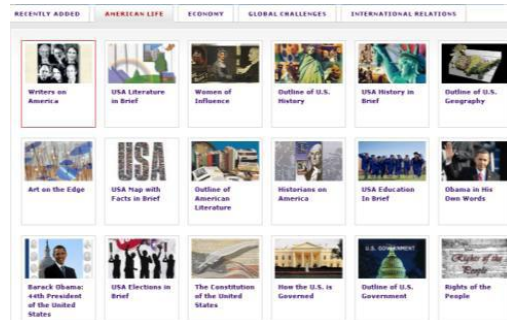 RECENTLY ADDED
AMERICAN LIFE
ECONOMY
GLOBAL CHALLENGES
INTERNATIONAL RELATIONS
Writers on
America
USA Literature
in Brief
Women of
Influence
Outline of U.S.
History
USA History in
Brief
Outline of U.S.
Geography
Art on the Edge
USA
USA Map with
Facts in Brief
Outline of
American
Literature
Historians on
America
USA Education
In Brief
Obama in His
Own Words
Barack Obama:
44th President
of the United
States
USA Elections in
Brief
The Constitution
of the United
States
How the U.S. is
Governed
U.S. GOVERNMENT
Outline of U.S.
Government
Rights of the
People
Rights of the
People